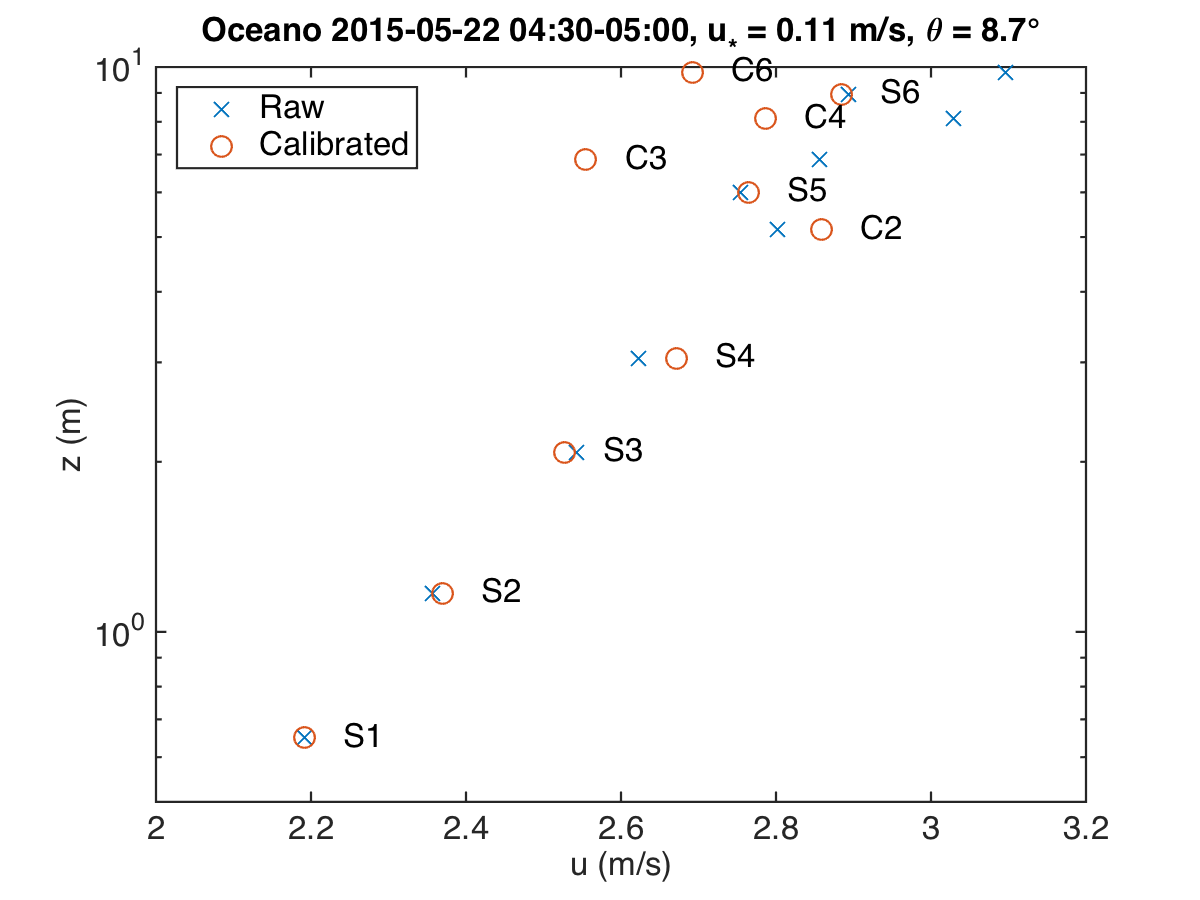 Oceano 2015-05-22 04:30-05:00, u* = 0.11 m/s, θ = 8.7°
10¹
Raw
Calibrated
C6
S6
C4
C3
S5
C2
S4
S3
z (m)
S2
10⁰
S1
2 2.2 2.4 2.6 2.8 3 3.2
u (m/s)